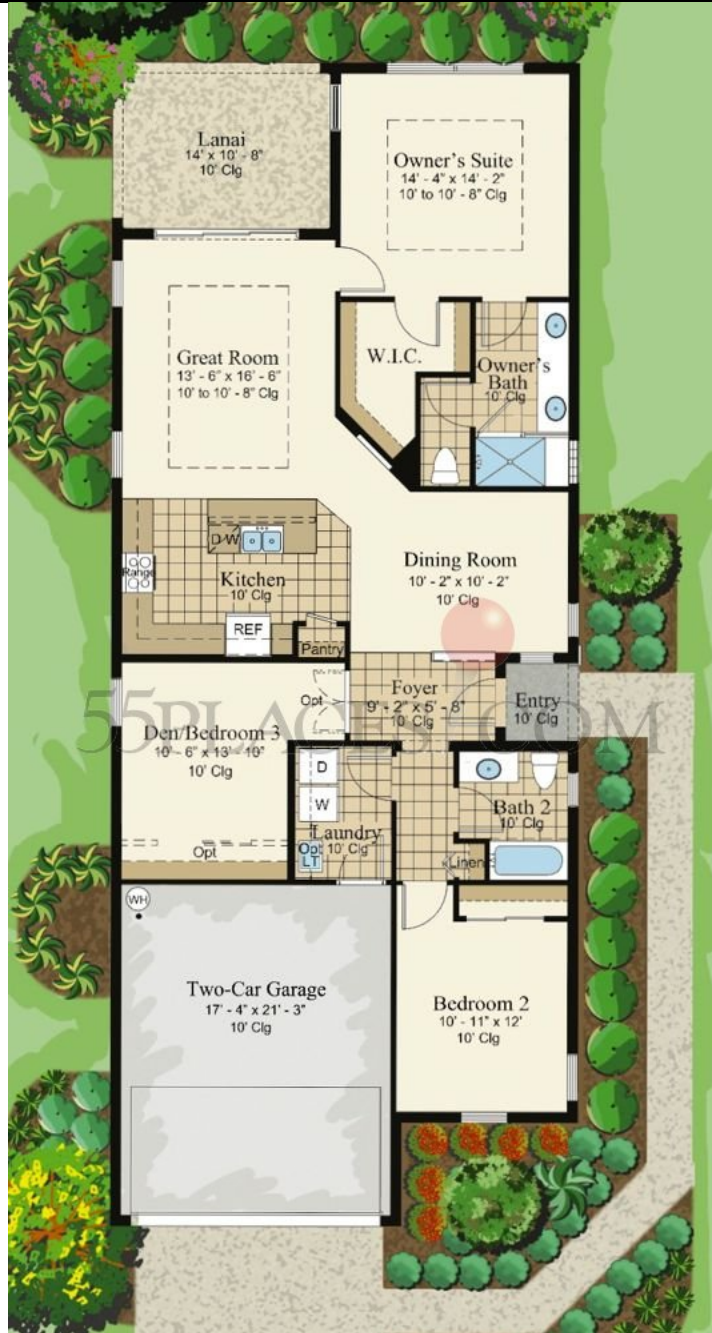 Lanai
14' x 10' - 8"
10' Clg
Owner's Suite
14' - 4" x 14' - 2"
10' to 10' - 8" Clg
Great Room
13' - 6" x 16' - 6"
10' to 10' - 8" Clg
W.I.C.
Owner's
Bath
10' Clg
D W
Range
Kitchen
10' Clg
REF
Pantry
Dining Room
10' - 2" x 10' - 2"
10' Clg
Foyer
9' - 2" x 5' - 8"
10' Clg
Entry
10' Clg
55PLACES.COM
Opt
Den/Bedroom 3
10' - 6" x 13' - 10"
10' Clg
Opt
D
W
Laundry
10' Clg
Opt
LT
Bath 2
10' Clg
Linen
WH
Two-Car Garage
17' - 4" x 21' - 3"
10' Clg
Bedroom 2
10' - 11" x 12'
10' Clg